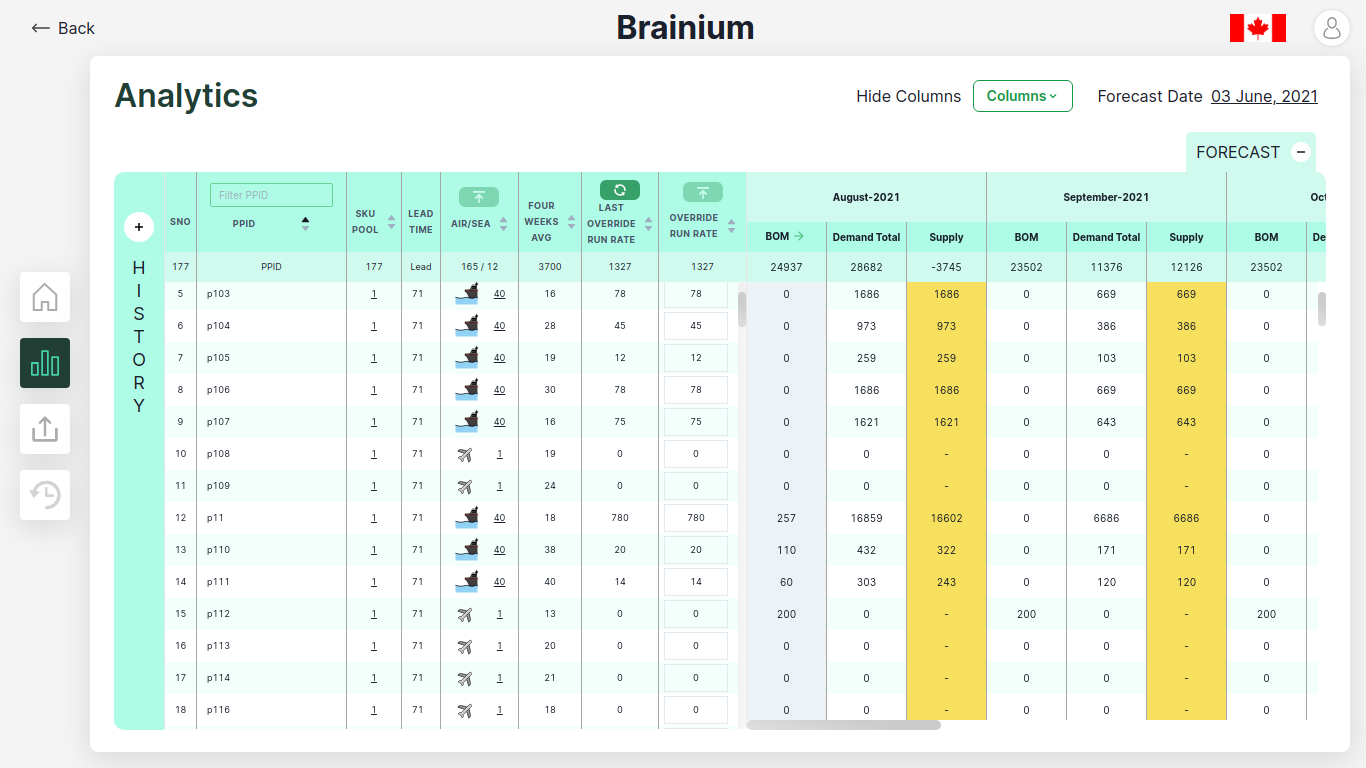 Back
Brainium
Analytics
Hide Columns Columns Forecast Date 03 June, 2021
FORECAST −
+
HISTORY
SNO Filter PPID PPID SKU POOL LEAD TIME AIR/SEA FOUR WEEKS AVG LAST OVERRIDE RUN RATE OVERRIDE RUN RATE
August-2021 September-2021 Oct
BOM → Demand Total Supply BOM Demand Total Supply BOM De
177 PPID 177 Lead 165 / 12 3700 1327 1327 24937 28682 -3745 23502 11376 12126 23502
5 p103 1 71 40 16 78 78 0 1686 1686 0 669 669 0
6 p104 1 71 40 28 45 45 0 973 973 0 386 386 0
7 p105 1 71 40 19 12 12 0 259 259 0 103 103 0
8 p106 1 71 40 30 78 78 0 1686 1686 0 669 669 0
9 p107 1 71 40 16 75 75 0 1621 1621 0 643 643 0
10 p108 1 71 1 19 0 0 0 0 - 0 0 - 0
11 p109 1 71 1 24 0 0 0 0 - 0 0 - 0
12 p11 1 71 40 18 780 780 257 16859 16602 0 6686 6686 0
13 p110 1 71 40 38 20 20 110 432 322 0 171 171 0
14 p111 1 71 40 40 14 14 60 303 243 0 120 120 0
15 p112 1 71 1 13 0 0 200 0 - 200 0 - 200
16 p113 1 71 1 20 0 0 0 0 - 0 0 - 0
17 p114 1 71 1 21 0 0 0 0 - 0 0 - 0
18 p116 1 71 1 18 0 0 0 0 - 0 0 - 0